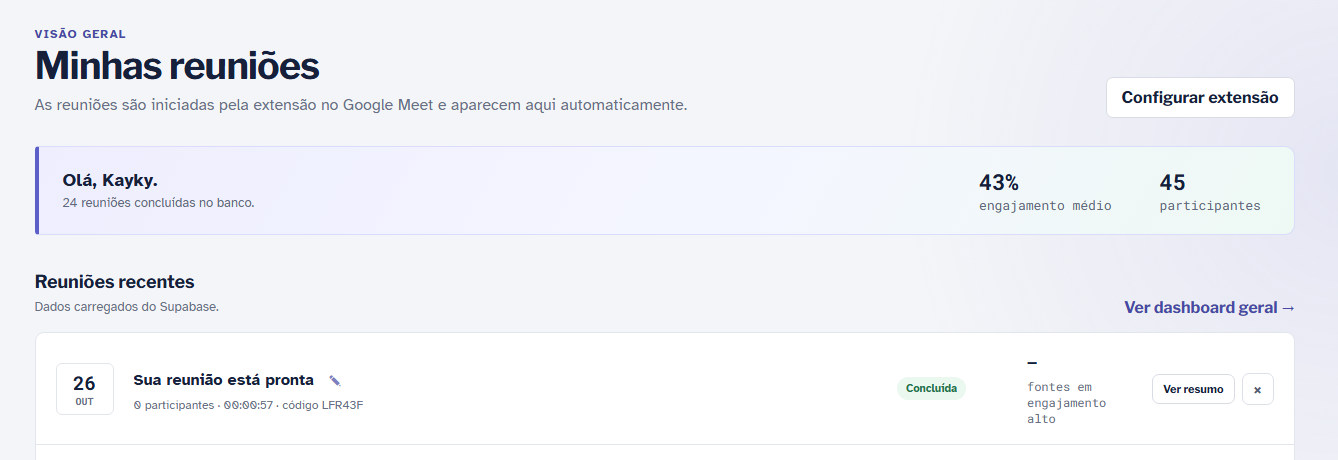 VISÃO GERAL
Minhas reuniões
As reuniões são iniciadas pela extensão no Google Meet e aparecem aqui automaticamente.
Configurar extensão
Olá, Kayky.
24 reuniões concluídas no banco.
43%
engajamento médio
45
participantes
Reuniões recentes
Dados carregados do Supabase.
Ver dashboard geral →
26
OUT
Sua reunião está pronta
0 participantes · 00:00:57 · código LFR43F
Concluída
—
fontes em
engajamento
alto
Ver resumo
×